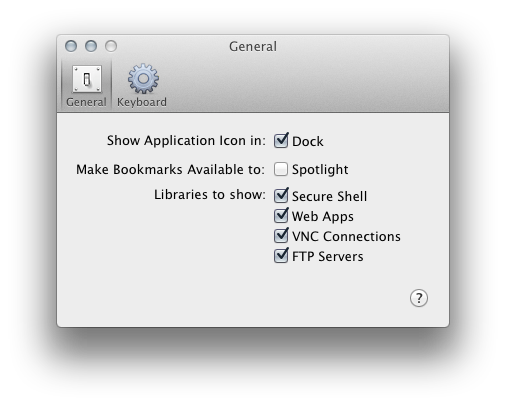 General
General Keyboard
Show Application Icon in: Dock
Make Bookmarks Available to: Spotlight
Libraries to show: Secure Shell
Web Apps
VNC Connections
FTP Servers
?